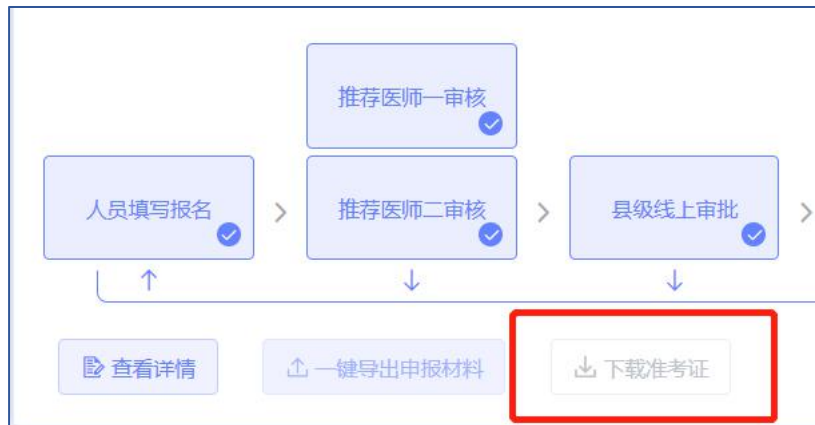 推荐医师一审核
人员填写报名
推荐医师二审核
县级线上审批
查看详情
一键导出申报材料
下载准考证